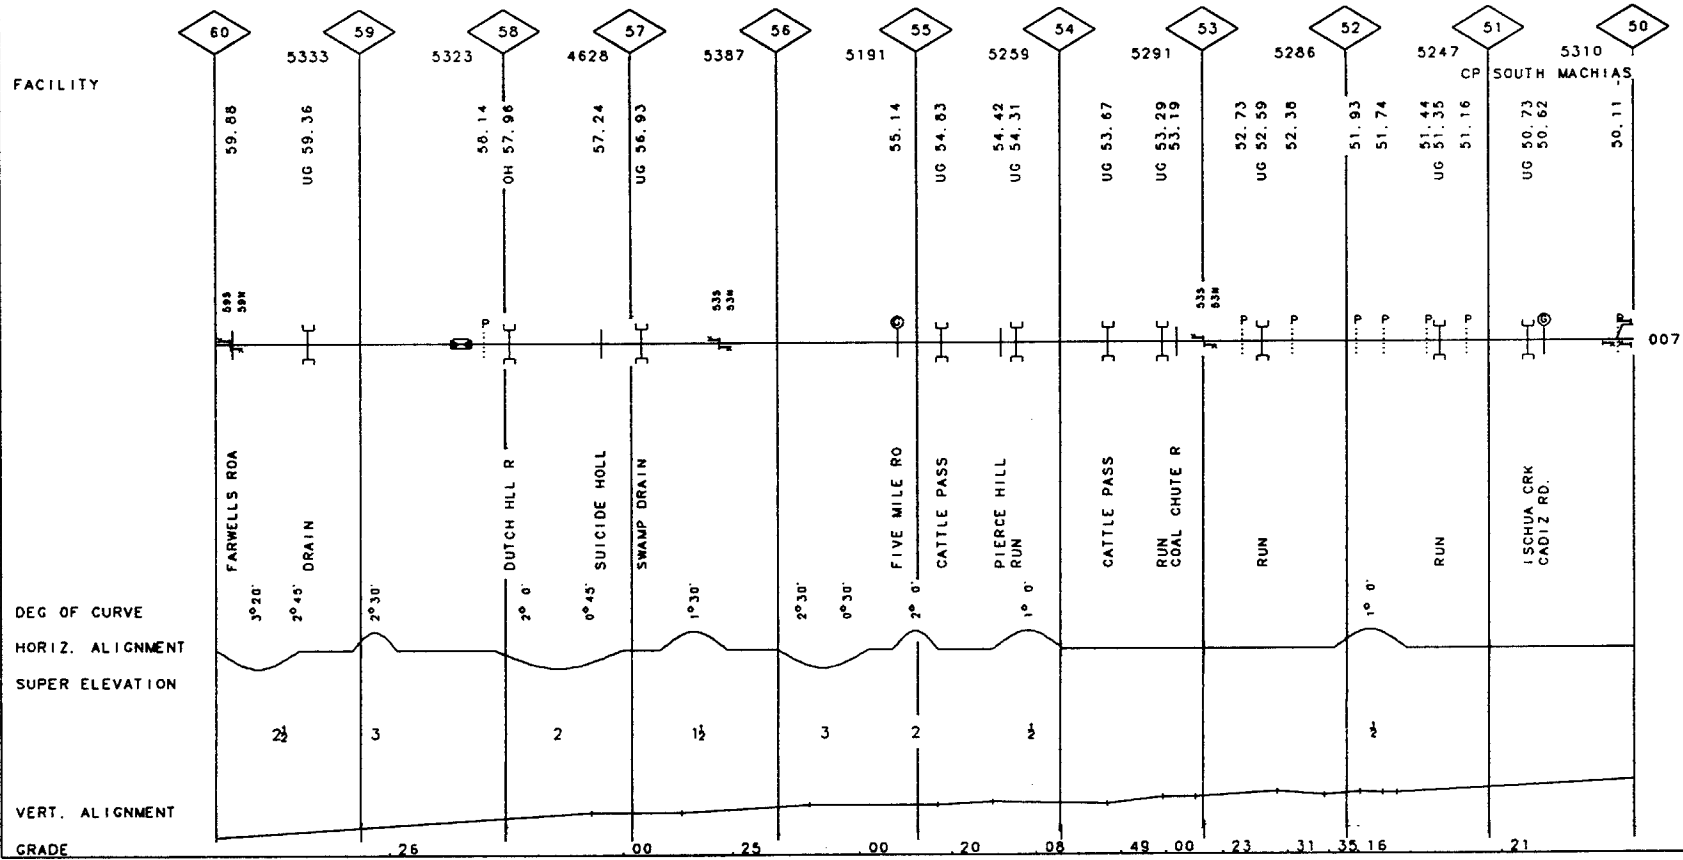 60 59 58 57 56 55 54 53 52 51 50
5333 5323 4628 5387 5191 5259 5291 5286 5247 5310
FACILITY
CP SOUTH MACHIAS
59.88
UG 59.36
58.14
OH 57.96
57.24
UG 56.93
55.14
UG 54.83
54.42
UG 54.31
UG 53.67
UG 53.29
53.19
52.73
UG 52.59
52.38
51.93
51.74
51.44
UG 51.35
51.16
UG 50.73
50.62
50.11
59S
59N
53S
53N
53S
53N
P G P P P P P P G P
007
FARWELLS ROA
DRAIN
DUTCH HLL R
SUICIDE HOLL
SWAMP DRAIN
FIVE MILE RO
CATTLE PASS
PIERCE HILL
RUN
CATTLE PASS
RUN
COAL CHUTE R
RUN
RUN
ISCHUA CRK
CADIZ RD.
DEG OF CURVE
3°20' 2°45' 2°30' 2° 0' 0°45' 1°30' 2°30' 0°30' 2° 0' 1° 0' 1° 0'
HORIZ. ALIGNMENT
SUPER ELEVATION
2½ 3 2 1½ 3 2 ½ ½
VERT. ALIGNMENT
GRADE .26 .00 .25 .00 .20 .08 .49 .00 .23 .31 .35 .16 .21